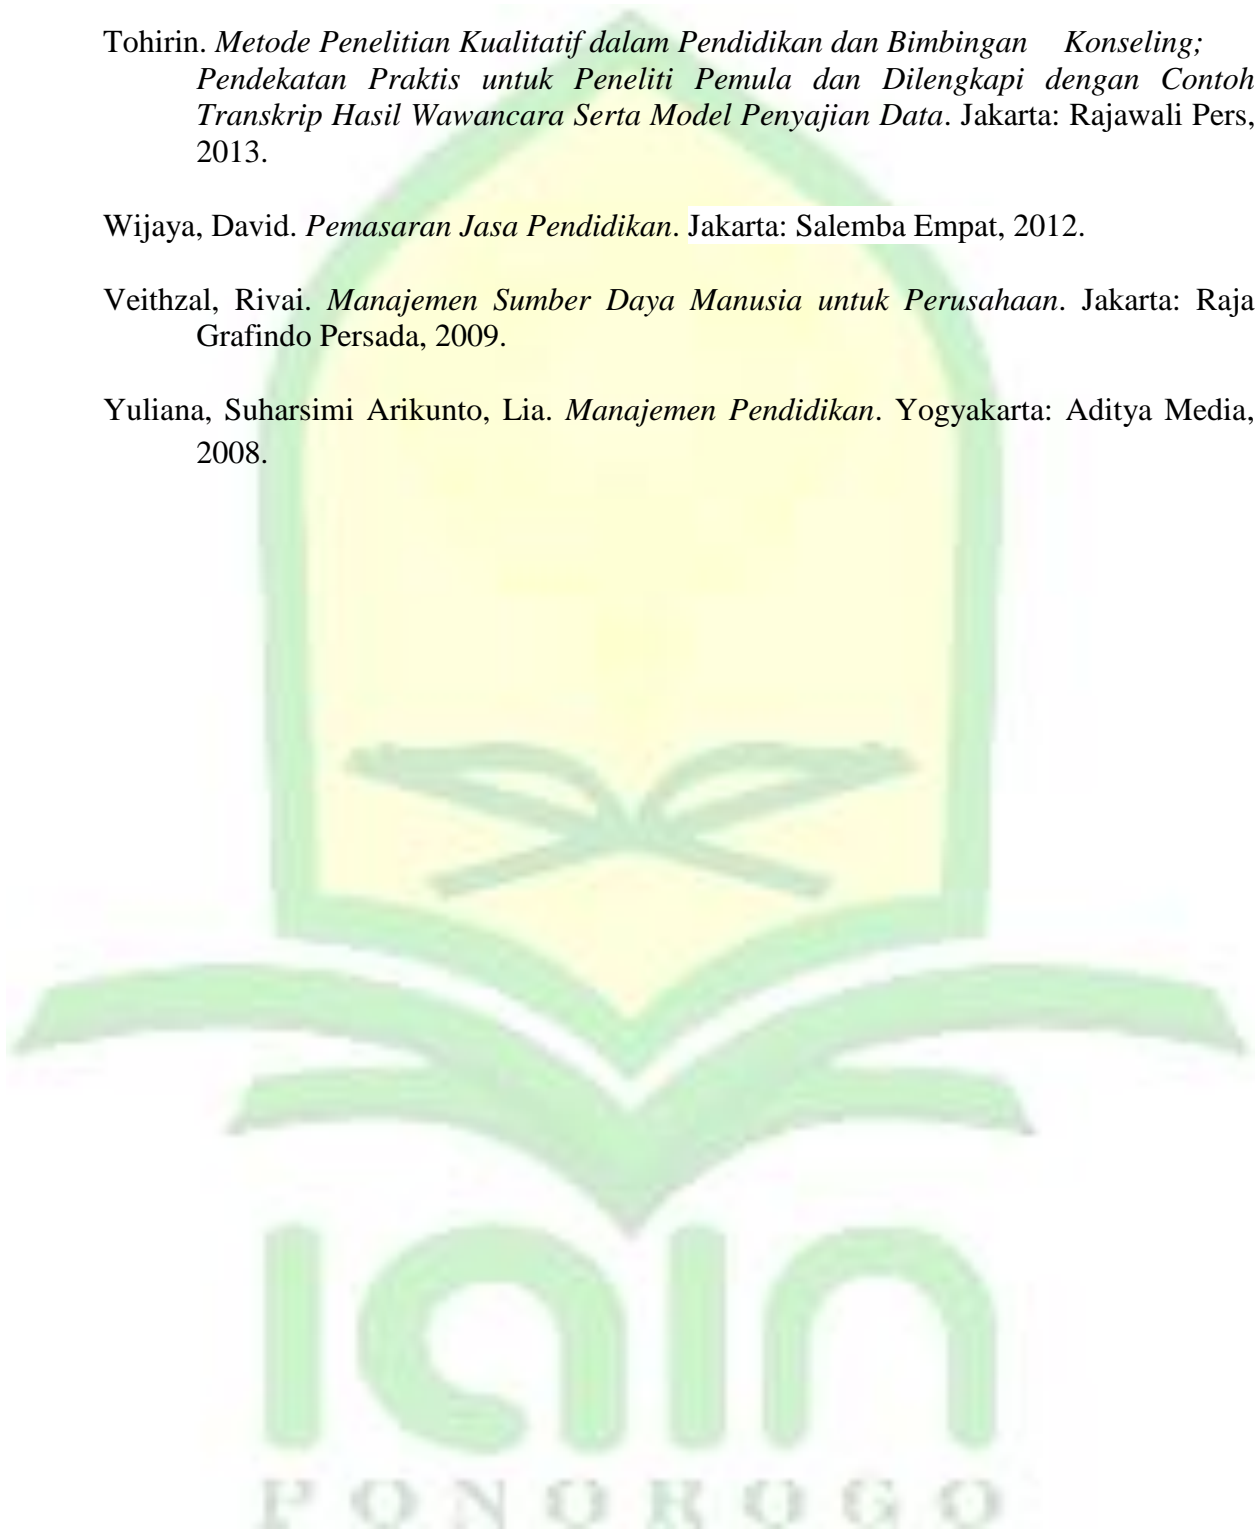 Tohirin. Metode Penelitian Kualitatif dalam Pendidikan dan Bimbingan Konseling;
Pendekatan Praktis untuk Peneliti Pemula dan Dilengkapi dengan Contoh
Transkrip Hasil Wawancara Serta Model Penyajian Data. Jakarta: Rajawali Pers,
2013.
Wijaya, David. Pemasaran Jasa Pendidikan. Jakarta: Salemba Empat, 2012.
Veithzal, Rivai. Manajemen Sumber Daya Manusia untuk Perusahaan. Jakarta: Raja
Grafindo Persada, 2009.
Yuliana, Suharsimi Arikunto, Lia. Manajemen Pendidikan. Yogyakarta: Aditya Media,
2008.
iain
PONOROGO